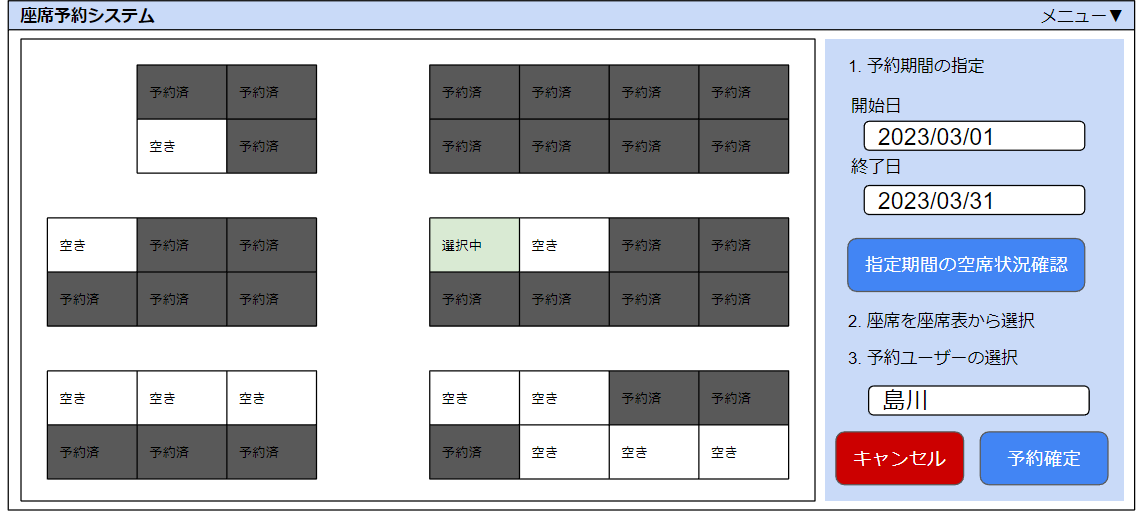 座席予約システム
メニュー▼
予約済 予約済
空き 予約済
予約済 予約済 予約済 予約済
予約済 予約済 予約済 予約済
空き 予約済 予約済
予約済 予約済 予約済
選択中 空き 予約済 予約済
予約済 予約済 予約済 予約済
空き 空き 空き
予約済 予約済 予約済
空き 空き 予約済 予約済
予約済 空き 空き 空き
1. 予約期間の指定
開始日
2023/03/01
終了日
2023/03/31
指定期間の空席状況確認
2. 座席を座席表から選択
3. 予約ユーザーの選択
島川
キャンセル
予約確定